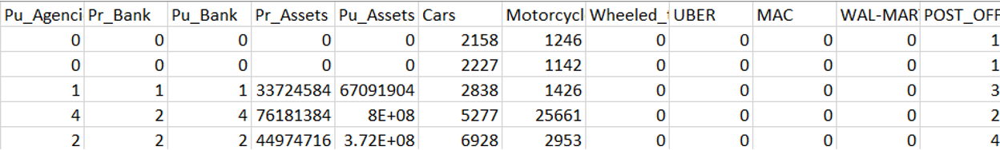 Pu_Agenci Pr_Bank Pu_Bank Pr_Assets Pu_Assets Cars Motorcycl Wheeled_t UBER MAC WAL-MAR POST_OFF
0 0 0 0 0 2158 1246 0 0 0 0 1
0 0 0 0 0 2227 1142 0 0 0 0 1
1 1 1 33724584 67091904 2838 1426 0 0 0 0 3
4 2 4 76181384 8E+08 5277 25661 0 0 0 0 2
2 2 2 44974716 3.72E+08 6928 2953 0 0 0 0 4